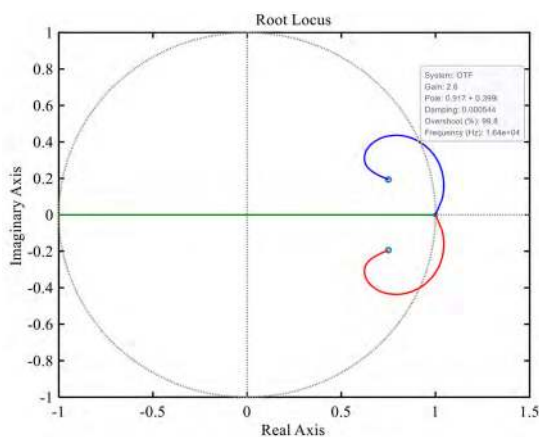 Root Locus
System: OTF
Gain: 2.6
Pole: 0.917 + 0.399i
Damping: 0.000544
Overshoot (%): 99.8
Frequency (Hz): 1.64e+04
1
0.8
0.6
0.4
0.2
0
-0.2
-0.4
-0.6
-0.8
-1
Imaginary Axis
-1
-0.5
0
0.5
1
1.5
Real Axis